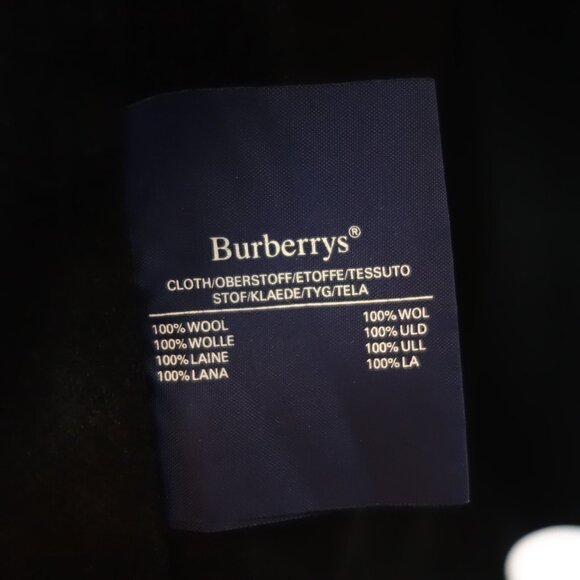 Burberrys®
CLOTH/OBERSTOFF/ETOFFE/TESSUTO
STOF/KLAEDE/TYG/TELA
100% WOOL 100% WOL
100% WOLLE 100% ULD
100% LAINE 100% ULL
100% LANA 100% LA